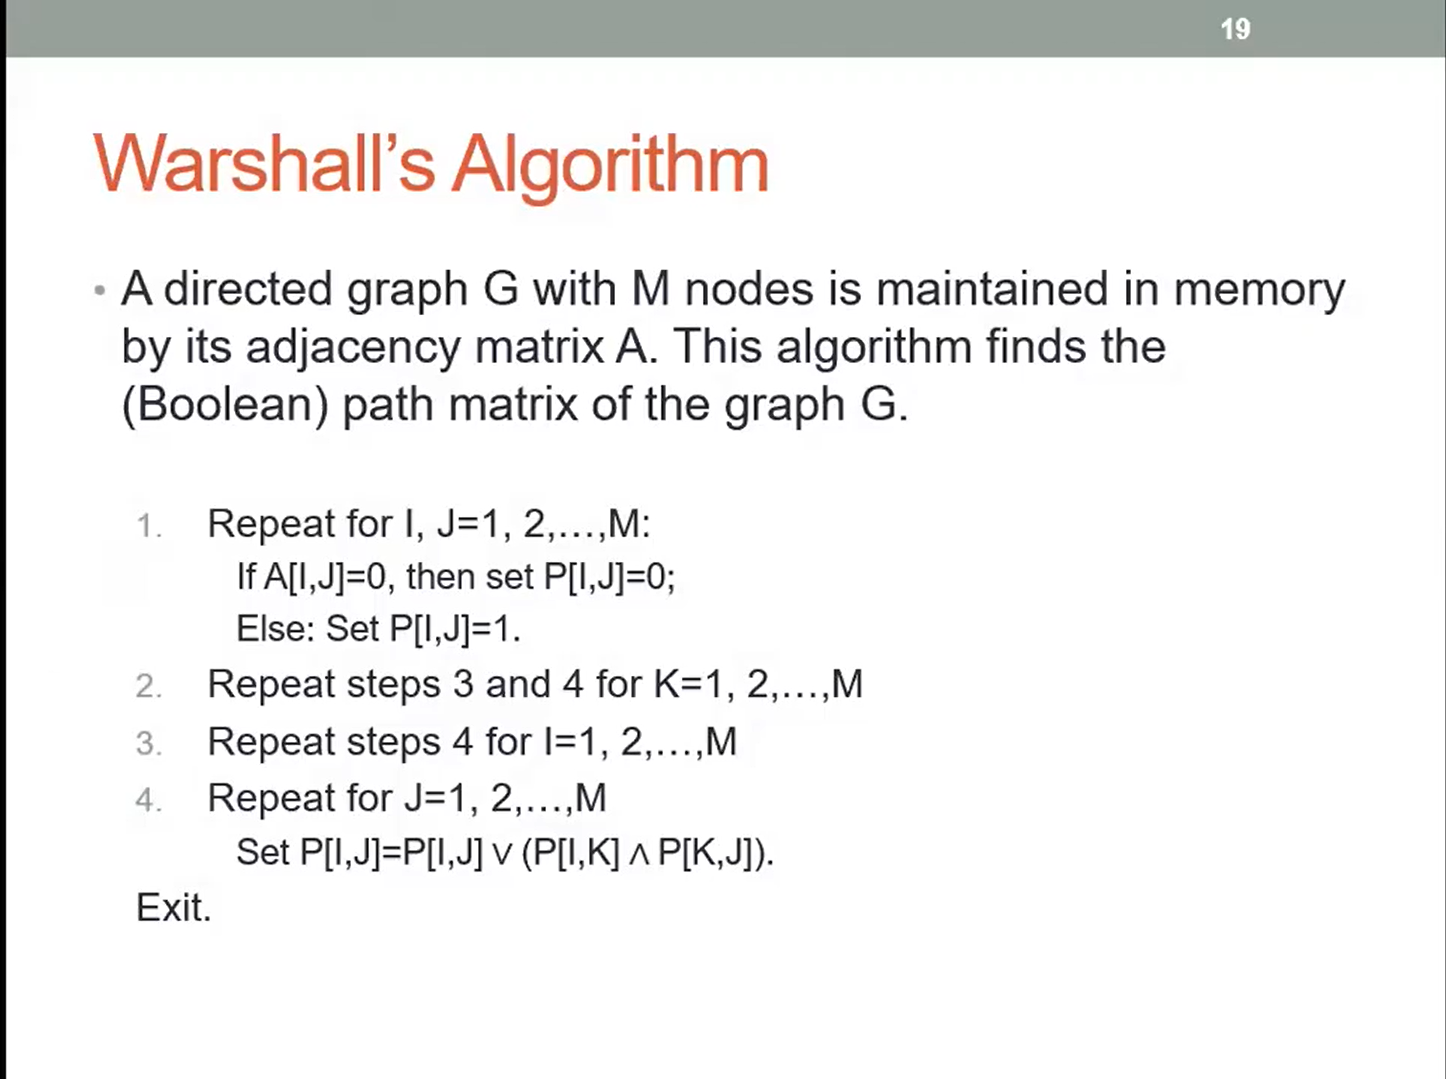 19
Warshall’s Algorithm
• A directed graph G with M nodes is maintained in memory
by its adjacency matrix A. This algorithm finds the
(Boolean) path matrix of the graph G.
1. Repeat for I, J=1, 2,…,M:
If A[I,J]=0, then set P[I,J]=0;
Else: Set P[I,J]=1.
2. Repeat steps 3 and 4 for K=1, 2,…,M
3. Repeat steps 4 for I=1, 2,…,M
4. Repeat for J=1, 2,…,M
Set P[I,J]=P[I,J] ∨ (P[I,K] ∧ P[K,J]).
Exit.